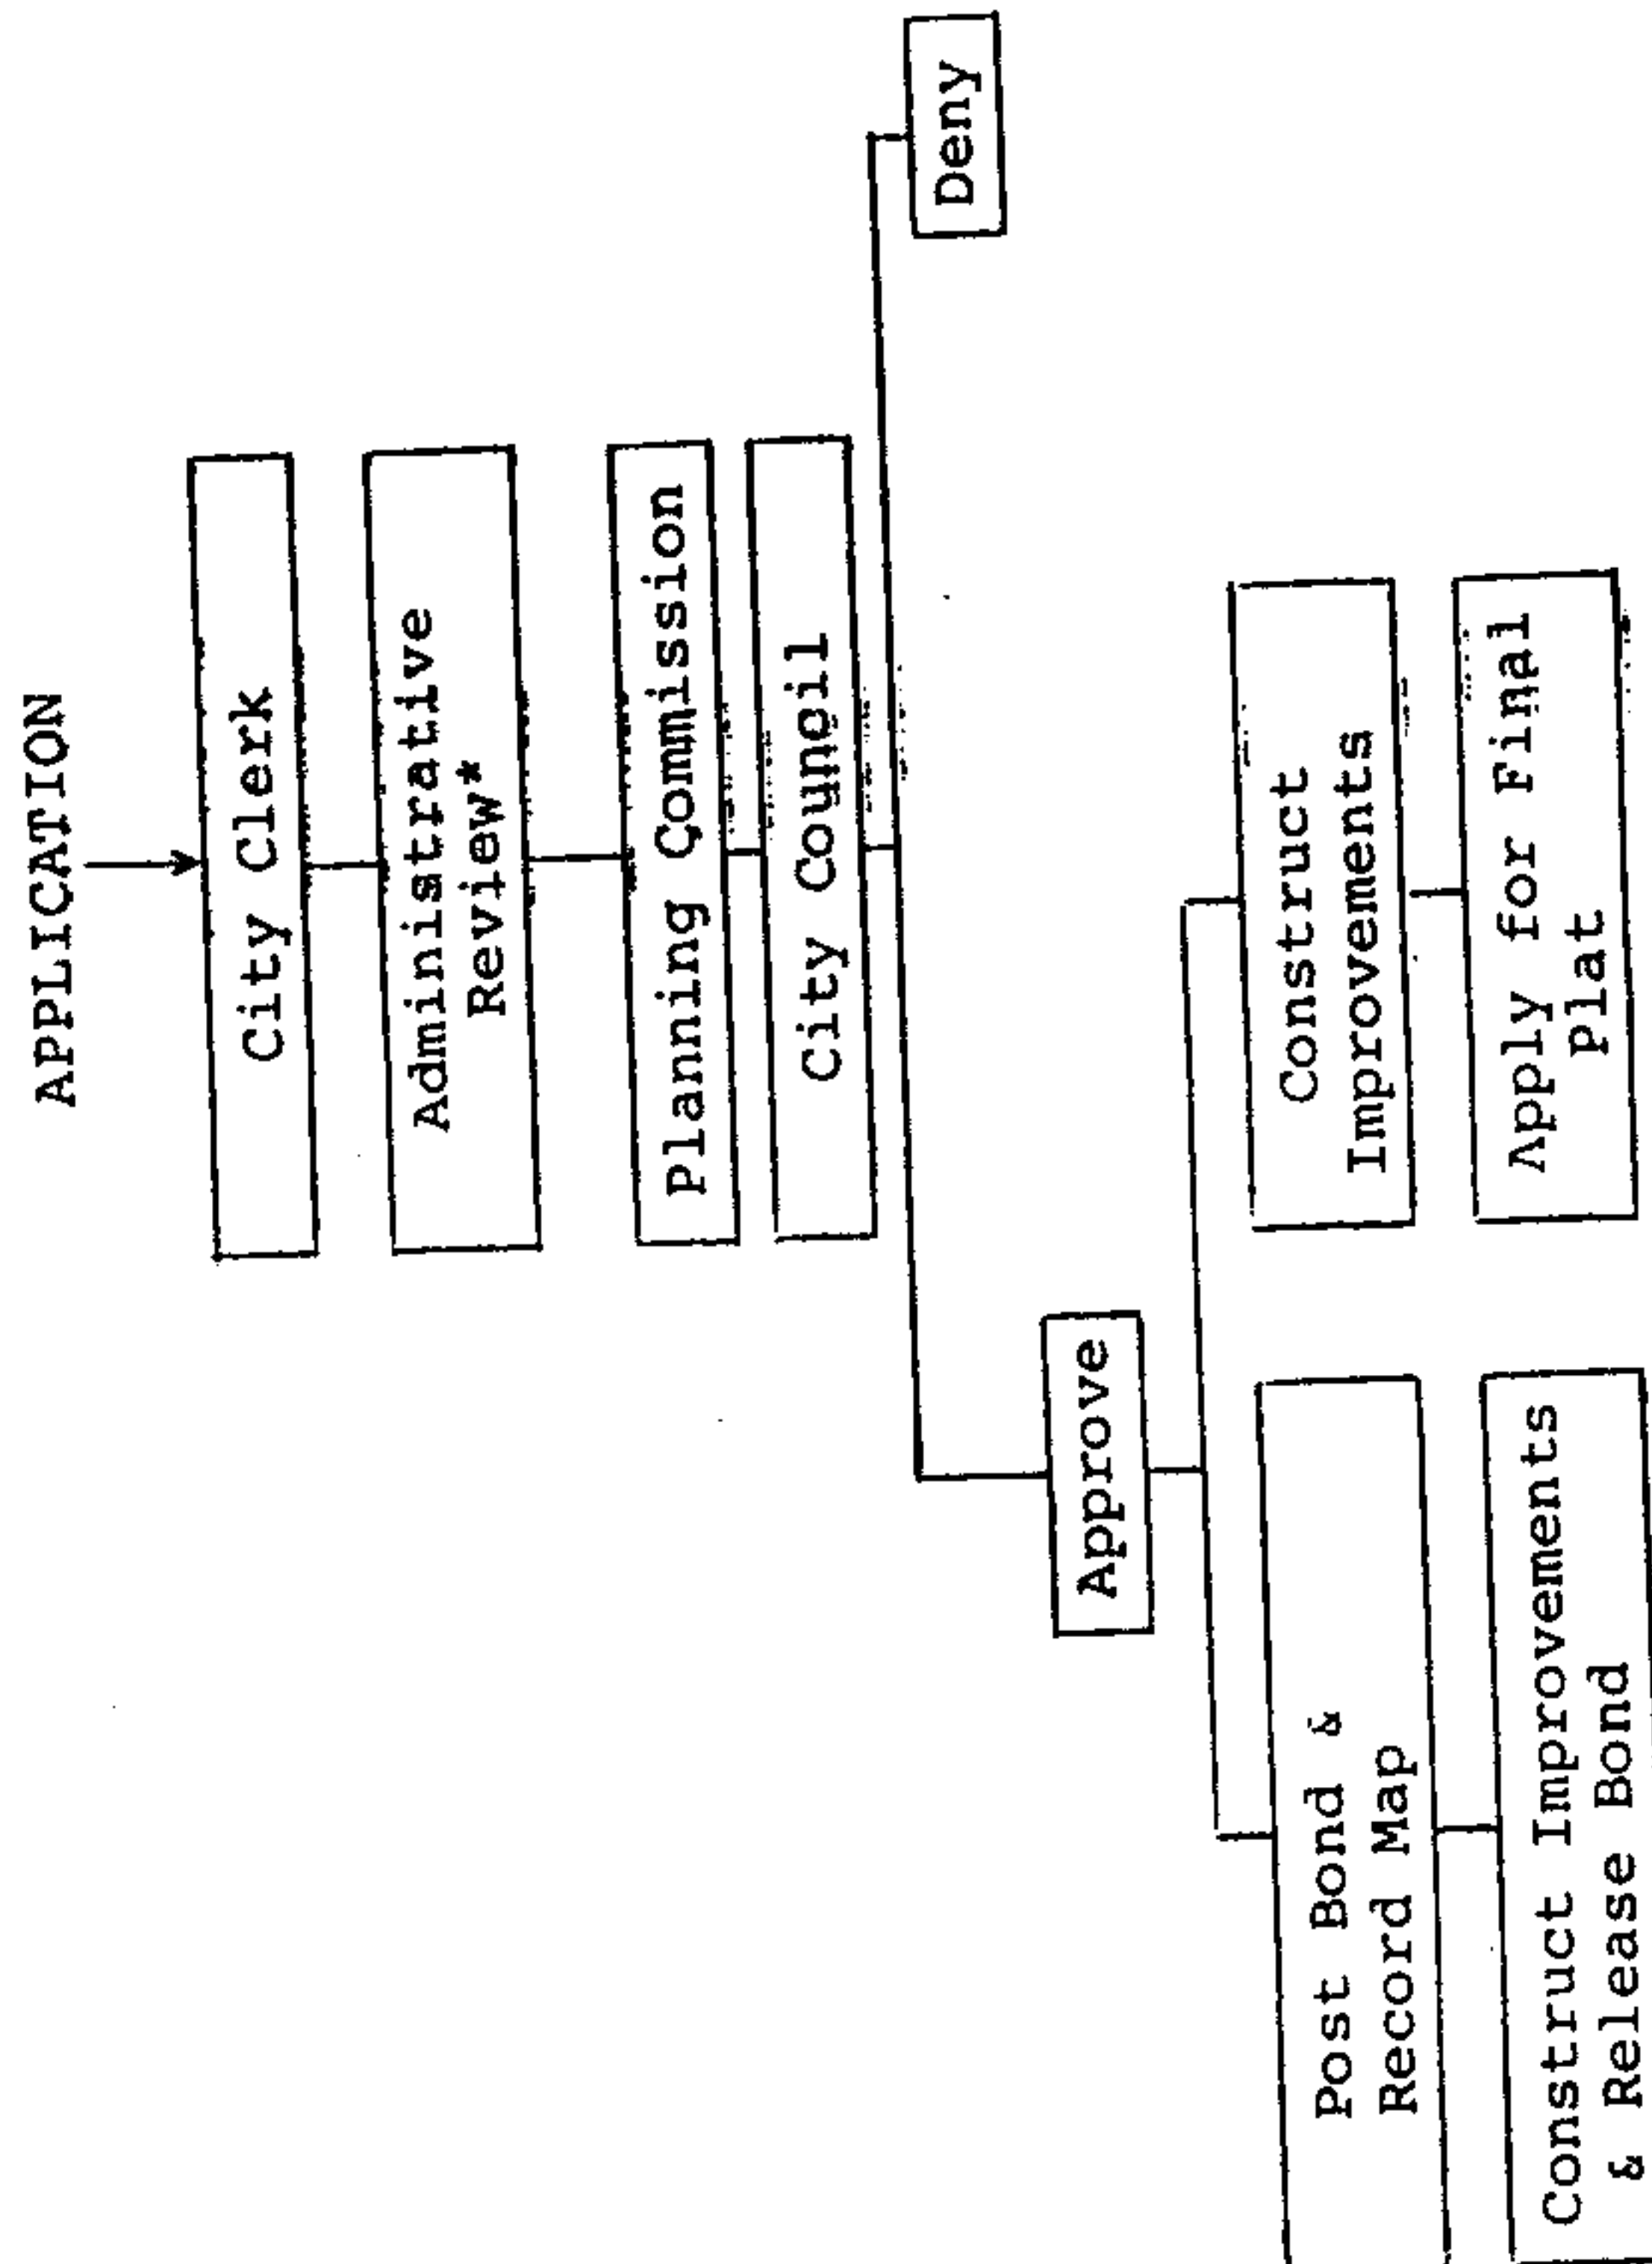 APPLICATION
City Clerk
Administrative
Review*
Planning Commission
City Council
Deny
Approve
Post Bond &
Record Map
Construct
Improvements
Construct Improvements
& Release Bond
Apply for Final
Plat